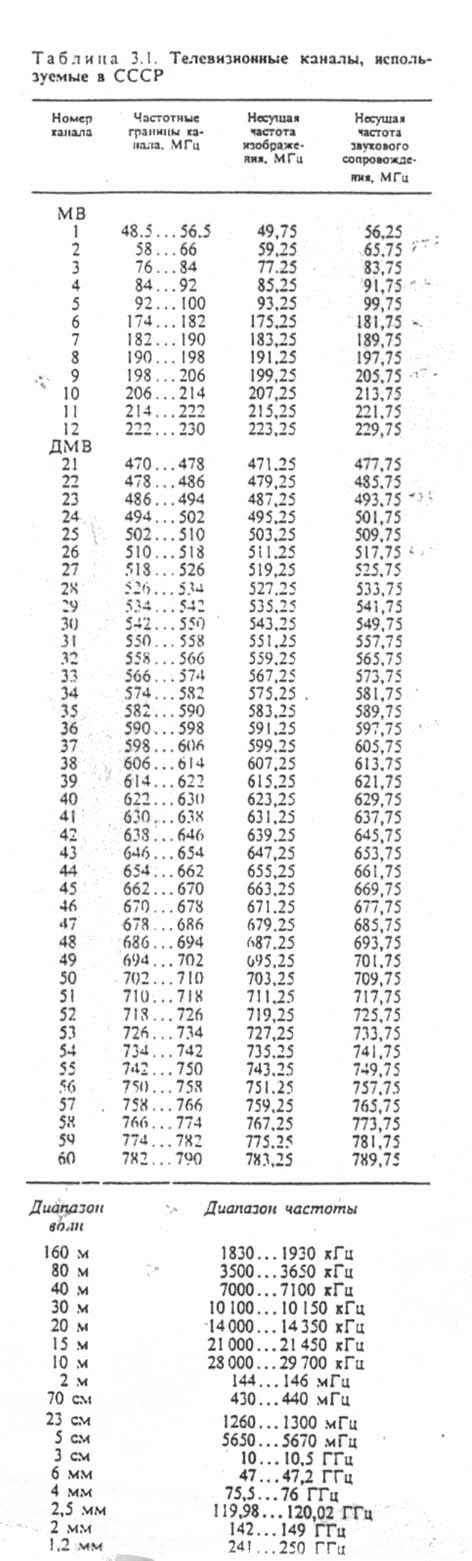 Таблица 3.1. Телевизионные каналы, исполь-
зуемые в СССР
Номер Частотные Несущая Несущая
канала границы ка- частота частота
нала, МГц изображе- звукового
ния, МГц сопровожде-
ния, МГц
МВ
1 48.5...56.5 49,75 56,25
2 58...66 59,25 65,75
3 76...84 77.25 83,75
4 84...92 85,25 91,75
5 92...100 93,25 99,75
6 174...182 175,25 181,75
7 182...190 183,25 189,75
8 190...198 191,25 197,75
9 198...206 199,25 205,75
10 206...214 207,25 213,75
11 214...222 215,25 221,75
12 222...230 223,25 229,75
ДМВ
21 470...478 471,25 477,75
22 478...486 479,25 485,75
23 486...494 487,25 493,75
24 494...502 495,25 501,75
25 502...510 503,25 509,75
26 510...518 511,25 517,75
27 518...526 519,25 525,75
28 526...534 527,25 533,75
29 534...542 535,25 541,75
30 542...550 543,25 549,75
31 550...558 551,25 557,75
32 558...566 559,25 565,75
33 566...574 567,25 573,75
34 574...582 575,25 581,75
35 582...590 583,25 589,75
36 590...598 591,25 597,75
37 598...606 599,25 605,75
38 606...614 607,25 613,75
39 614...622 615,25 621,75
40 622...630 623,25 629,75
41 630...638 631,25 637,75
42 638...646 639,25 645,75
43 646...654 647,25 653,75
44 654...662 655,25 661,75
45 662...670 663,25 669,75
46 670...678 671,25 677,75
47 678...686 679,25 685,75
48 686...694 687,25 693,75
49 694...702 695,25 701,75
50 702...710 703,25 709,75
51 710...718 711,25 717,75
52 718...726 719,25 725,75
53 726...734 727,25 733,75
54 734...742 735,25 741,75
55 742...750 743,25 749,75
56 750...758 751,25 757,75
57 758...766 759,25 765,75
58 766...774 767,25 773,75
59 774...782 775,25 781,75
60 782...790 783,25 789,75
Диапазон Диапазон частоты
волн
160 м 1830...1930 кГц
80 м 3500...3650 кГц
40 м 7000...7100 кГц
30 м 10 100...10 150 кГц
20 м 14 000...14 350 кГц
15 м 21 000...21 450 кГц
10 м 28 000...29 700 кГц
2 м 144...146 мГц
70 см 430...440 мГц
23 см 1260...1300 мГц
5 см 5650...5670 мГц
3 см 10...10,5 ГГц
6 мм 47...47,2 ГГц
4 мм 75,5...76 ГГц
2,5 мм 119,98...120,02 ГГц
2 мм 142...149 ГГц
1,2 мм 241...250 ГГц